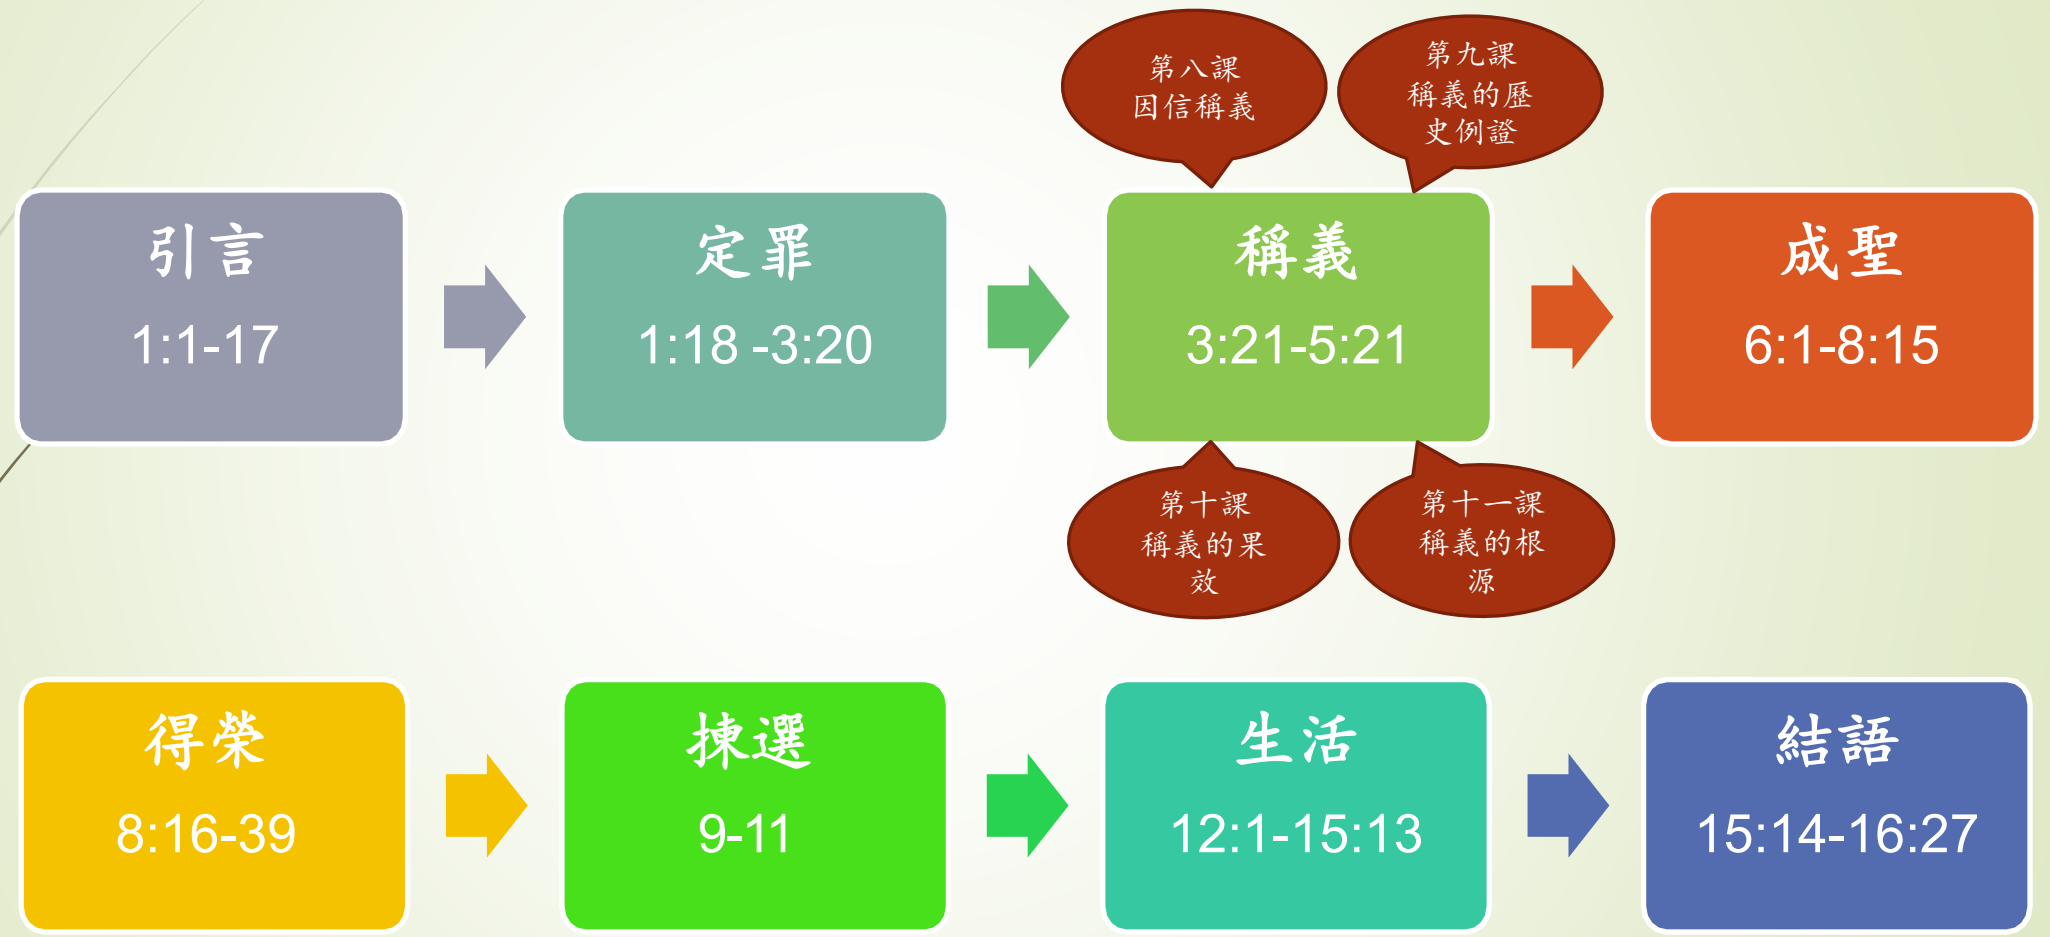 第八課
因信稱義
第九課
稱義的歷
史例證
引言
1:1-17
定罪
1:18 -3:20
稱義
3:21-5:21
成聖
6:1-8:15
第十課
稱義的果
效
第十一課
稱義的根
源
得榮
8:16-39
揀選
9-11
生活
12:1-15:13
結語
15:14-16:27